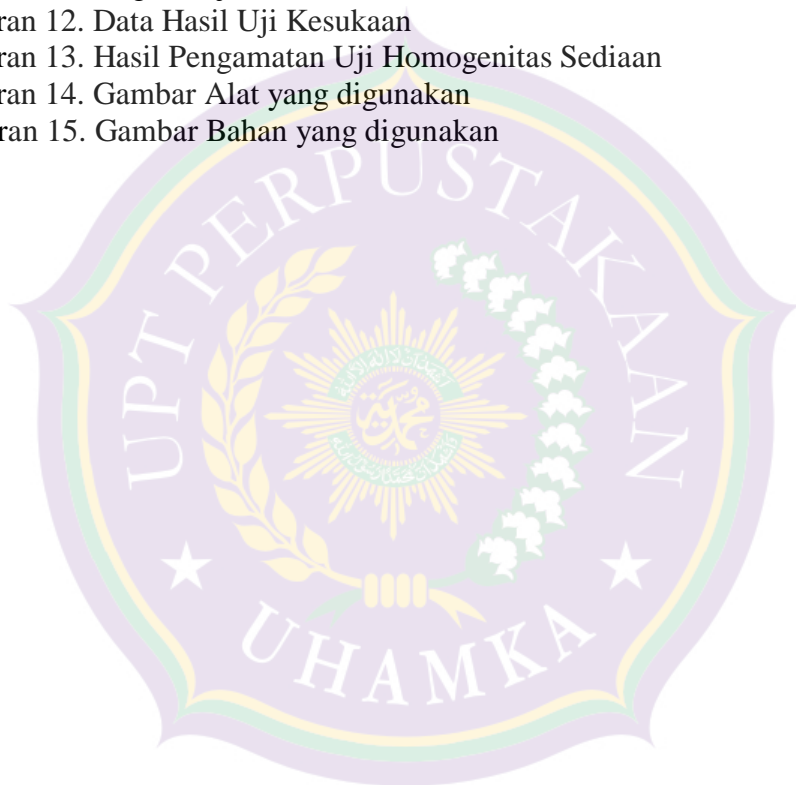 ran 12. Data Hasil Uji Kesukaan
ran 13. Hasil Pengamatan Uji Homogenitas Sediaan
ran 14. Gambar Alat yang digunakan
ran 15. Gambar Bahan yang digunakan
UPT PERPUSTAKAAN
محمدية
UHAMKA